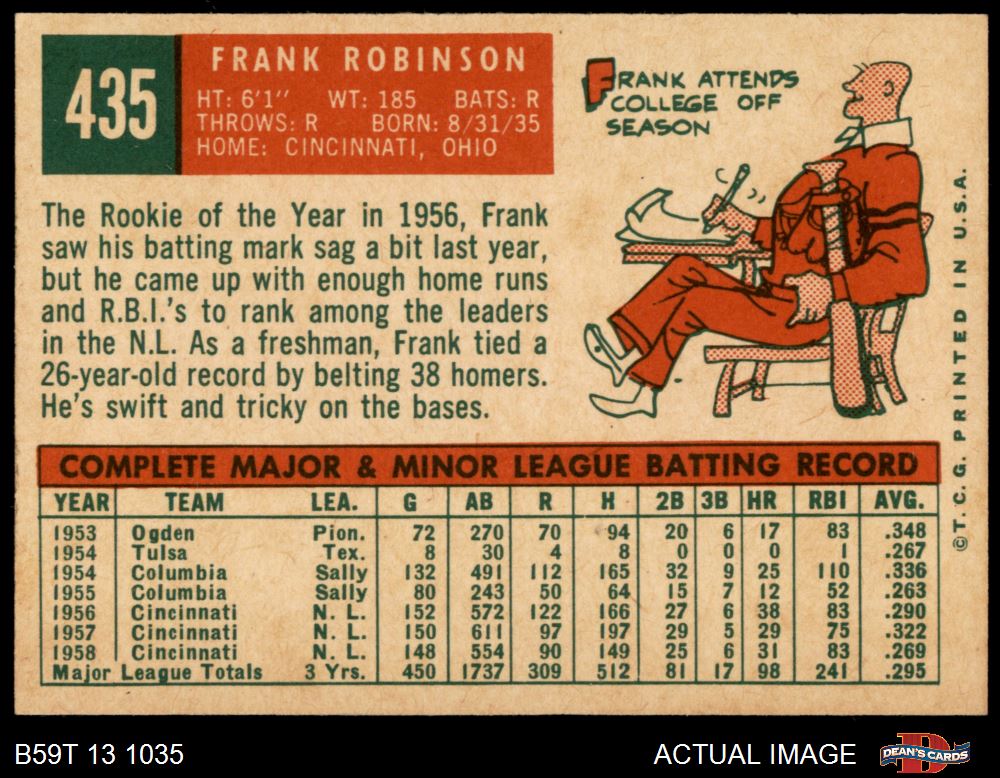 435
FRANK ROBINSON
HT: 6'1" WT: 185 BATS: R
THROWS: R BORN: 8/31/35
HOME: CINCINNATI, OHIO
FRANK ATTENDS
COLLEGE OFF
SEASON
The Rookie of the Year in 1956, Frank
saw his batting mark sag a bit last year,
but he came up with enough home runs
and R.B.I.'s to rank among the leaders
in the N.L. As a freshman, Frank tied a
26-year-old record by belting 38 homers.
He's swift and tricky on the bases.
©T.C.G. PRINTED IN U.S.A.
COMPLETE MAJOR & MINOR LEAGUE BATTING RECORD
YEAR TEAM LEA. G AB R H 2B 3B HR RBI AVG.
1953 Ogden Pion. 72 270 70 94 20 6 17 83 .348
1954 Tulsa Tex. 8 30 4 8 0 0 0 1 .267
1954 Columbia Sally 132 491 112 165 32 9 25 110 .336
1955 Columbia Sally 80 243 50 64 15 7 12 52 .263
1956 Cincinnati N. L. 152 572 122 166 27 6 38 83 .290
1957 Cincinnati N. L. 150 611 97 197 29 5 29 75 .322
1958 Cincinnati N. L. 148 554 90 149 25 6 31 83 .269
Major League Totals 3 Yrs. 450 1737 309 512 81 17 98 241 .295
B59T 13 1035
ACTUAL IMAGE
D
DEAN'S CARDS